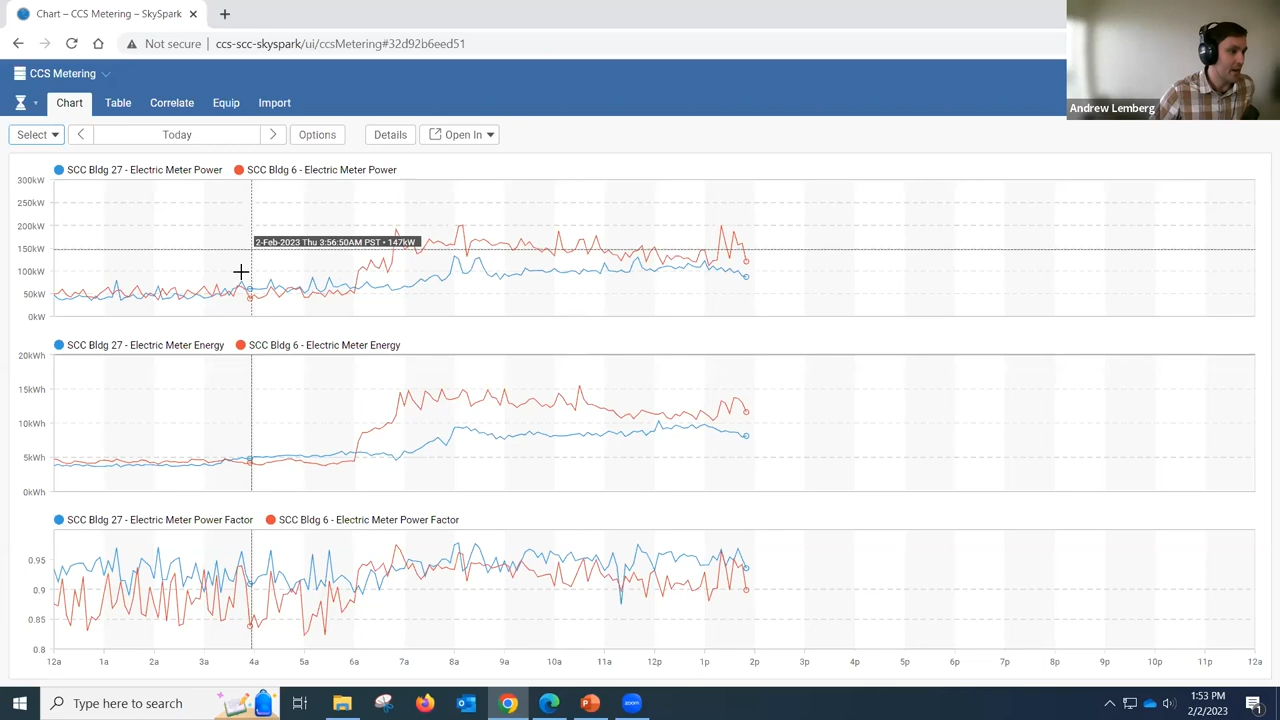 Chart – CCS Metering – SkySpark
Not secure ccs-scc-skyspark/ui/ccsMetering#32d92b6eed51
Andrew Lemberg
CCS Metering
Chart Table Correlate Equip Import
Select Today Options Details Open In
SCC Bldg 27 - Electric Meter Power SCC Bldg 6 - Electric Meter Power
300kW
250kW
200kW
2-Feb-2023 Thu 3:56:50AM PST • 147kW
150kW
100kW
50kW
0kW
SCC Bldg 27 - Electric Meter Energy SCC Bldg 6 - Electric Meter Energy
20kWh
15kWh
10kWh
5kWh
0kWh
SCC Bldg 27 - Electric Meter Power Factor SCC Bldg 6 - Electric Meter Power Factor
0.95
0.9
0.85
0.8
12a 1a 2a 3a 4a 5a 6a 7a 8a 9a 10a 11a 12p 1p 2p 3p 4p 5p 6p 7p 8p 9p 10p 11p 12a
Type here to search
zoom
1:53 PM
2/2/2023
1